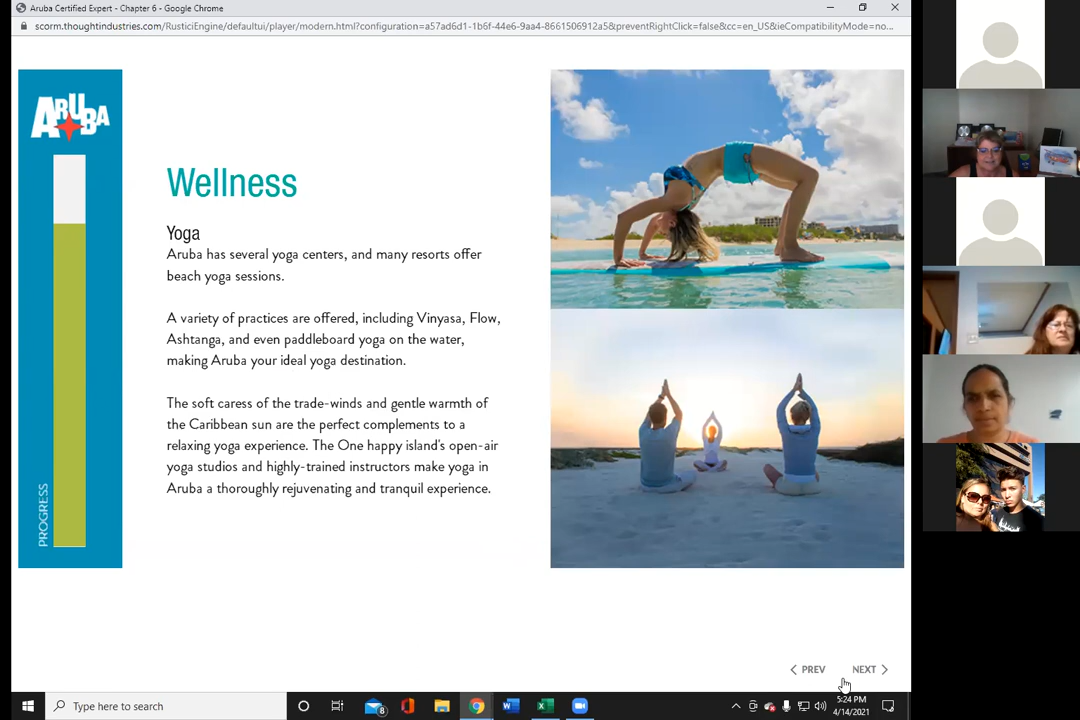 Aruba Certified Expert - Chapter 6 - Google Chrome
scorm.thoughtindustries.com/RusticiEngine/defaultui/player/modern.html?configuration=a57ad6d1-1b6f-44e6-9aa4-8661506912a5&preventRightClick=false&cc=en_US&ieCompatibilityMode=no...
ARUBA
Wellness
Yoga
Aruba has several yoga centers, and many resorts offer
beach yoga sessions.
A variety of practices are offered, including Vinyasa, Flow,
Ashtanga, and even paddleboard yoga on the water,
making Aruba your ideal yoga destination.
The soft caress of the trade-winds and gentle warmth of
the Caribbean sun are the perfect complements to a
relaxing yoga experience. The One happy island's open-air
yoga studios and highly-trained instructors make yoga in
Aruba a thoroughly rejuvenating and tranquil experience.
PROGRESS
PREV
NEXT
Type here to search
8
5:24 PM
4/14/2021